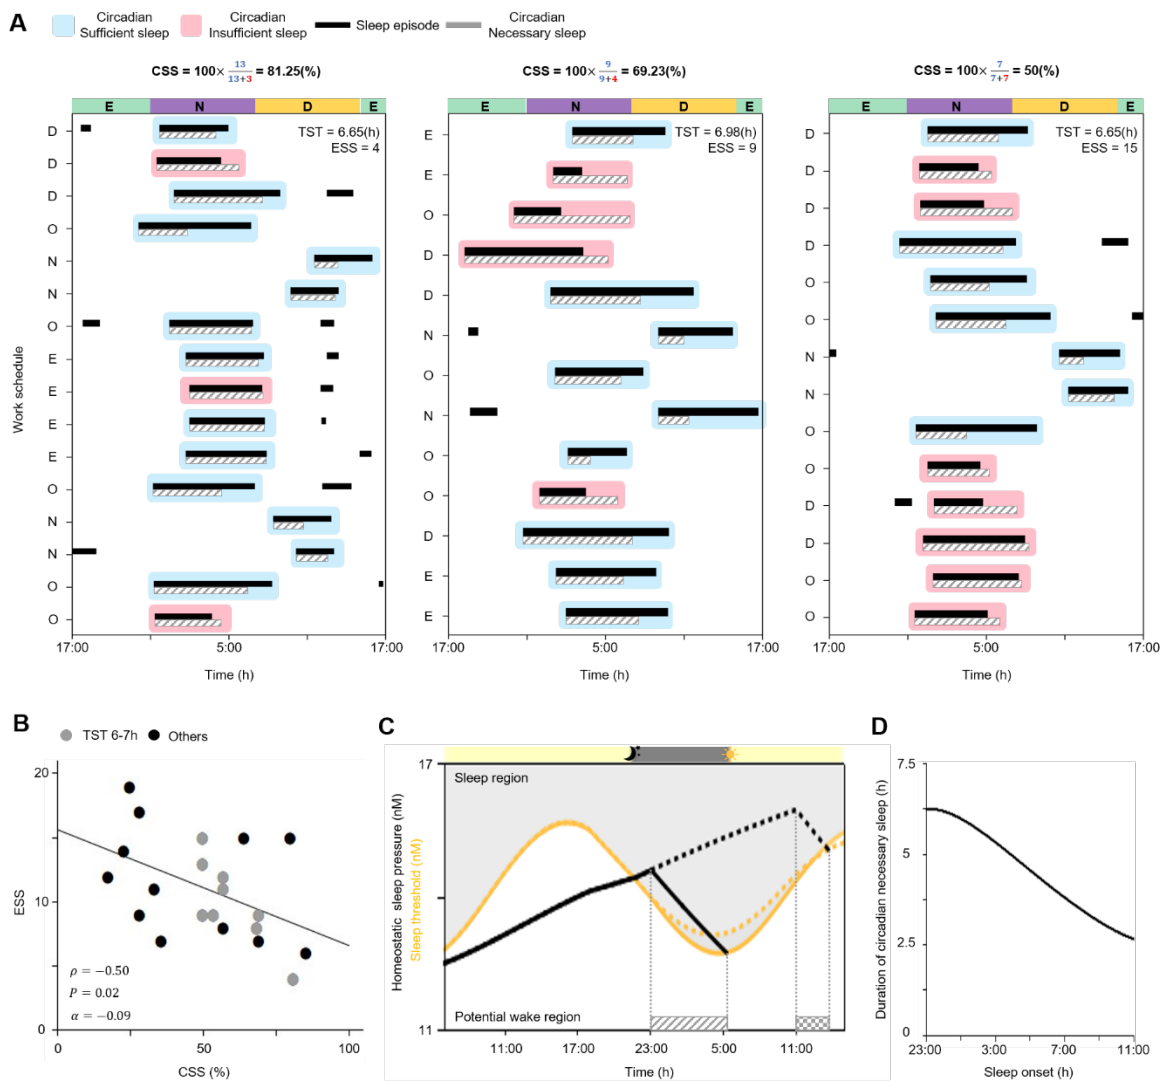 A
Circadian
Sufficient sleep
Circadian
Insufficient sleep
Sleep episode
Circadian
Necessary sleep
CSS = 100× 13/13+3 = 81.25(%)
E N D E
TST = 6.65(h)
ESS = 4
Work schedule
D
D
D
O
N
N
O
E
E
E
E
O
N
N
O
O
17:00 5:00 17:00
Time (h)
CSS = 100× 9/9+4 = 69.23(%)
E N D E
TST = 6.98(h)
ESS = 9
E
E
O
D
D
N
O
N
O
O
D
E
E
17:00 5:00 17:00
Time (h)
CSS = 100× 7/7+7 = 50(%)
E N D E
TST = 6.65(h)
ESS = 15
D
D
D
D
O
O
N
N
O
O
D
D
O
O
17:00 5:00 17:00
Time (h)
B
TST 6-7h Others
20
10
0
ESS
ρ = −0.50
P = 0.02
α = −0.09
0 50 100
CSS (%)
C
17
Sleep region
Homeostatic sleep pressure (nM)
Sleep threshold (nM)
Potential wake region
11
11:00 17:00 23:00 5:00 11:00
Time (h)
D
7.5
5
2.5
0
Duration of circadian necessary sleep (h)
23:00 3:00 7:00 11:00
Sleep onset (h)